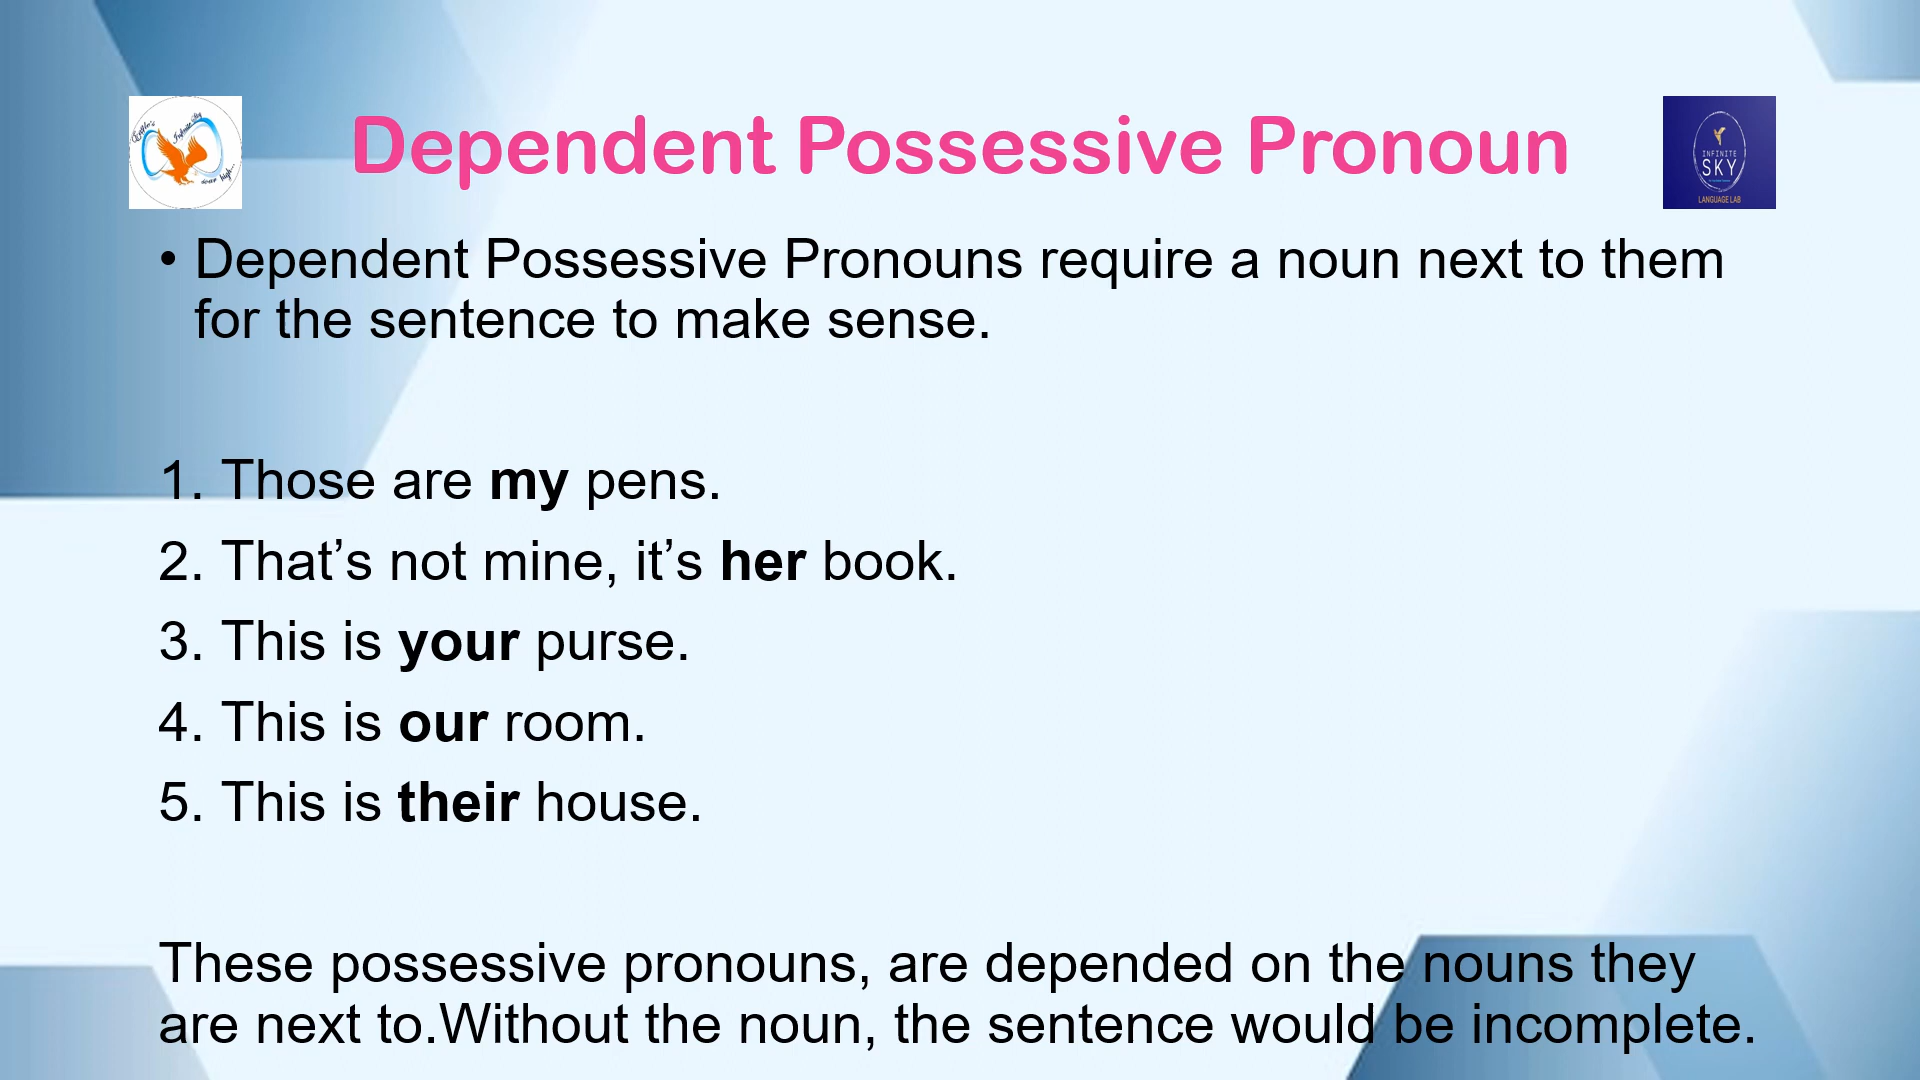 Dependent Possessive Pronoun
INFINITE
SKY
LANGUAGE LAB
• Dependent Possessive Pronouns require a noun next to them
for the sentence to make sense.
1. Those are my pens.
2. That’s not mine, it’s her book.
3. This is your purse.
4. This is our room.
5. This is their house.
These possessive pronouns, are depended on the nouns they
are next to.Without the noun, the sentence would be incomplete.